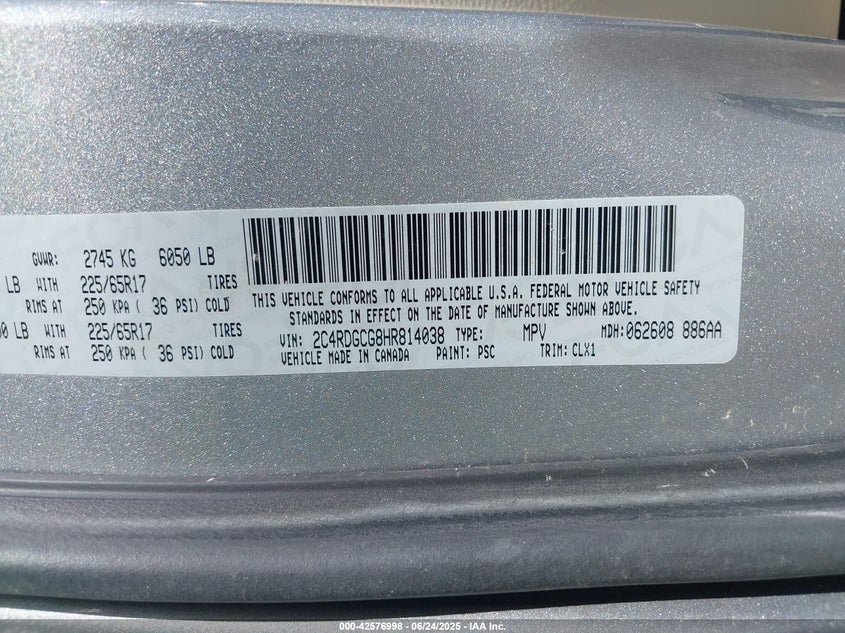 GVWR: 2745 KG 6050 LB
LB WITH 225/65R17 TIRES
RIMS AT 250 KPA ( 36 PSI) COLD
LB WITH 225/65R17 TIRES
RIMS AT 250 KPA ( 36 PSI) COLD
THIS VEHICLE CONFORMS TO ALL APPLICABLE U.S.A. FEDERAL MOTOR VEHICLE SAFETY
STANDARDS IN EFFECT ON THE DATE OF MANUFACTURE SHOWN ABOVE.
VIN: 2C4RDGCG8HR814038 TYPE: MPV MDH: 062608 886AA
VEHICLE MADE IN CANADA PAINT: PSC TRIM: CLX1
000-42576998 - 06/24/2025 - IAA Inc.